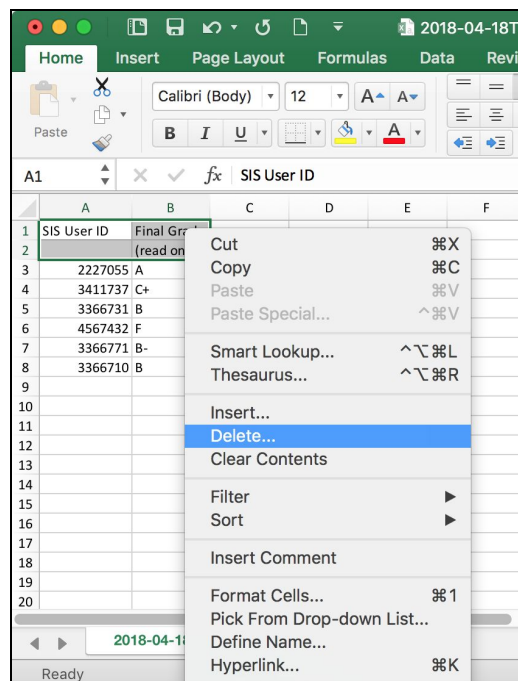 2018-04-18T
Home Insert Page Layout Formulas Data Revi
Paste Calibri (Body) 12 A A
B I U A
A1 fx SIS User ID
A B C D E F
1 SIS User ID Final Gra
2 (read on
3 2227055 A
4 3411737 C+
5 3366731 B
6 4567432 F
7 3366771 B-
8 3366710 B
9
10
11
12
13
14
15
16
17
18
19
20
Cut ⌘X
Copy ⌘C
Paste ⌘V
Paste Special... ^⌘V
Smart Lookup... ^⌥⌘L
Thesaurus... ^⌥⌘R
Insert...
Delete...
Clear Contents
Filter
Sort
Insert Comment
Format Cells... ⌘1
Pick From Drop-down List...
Define Name...
Hyperlink... ⌘K
2018-04-18
Ready